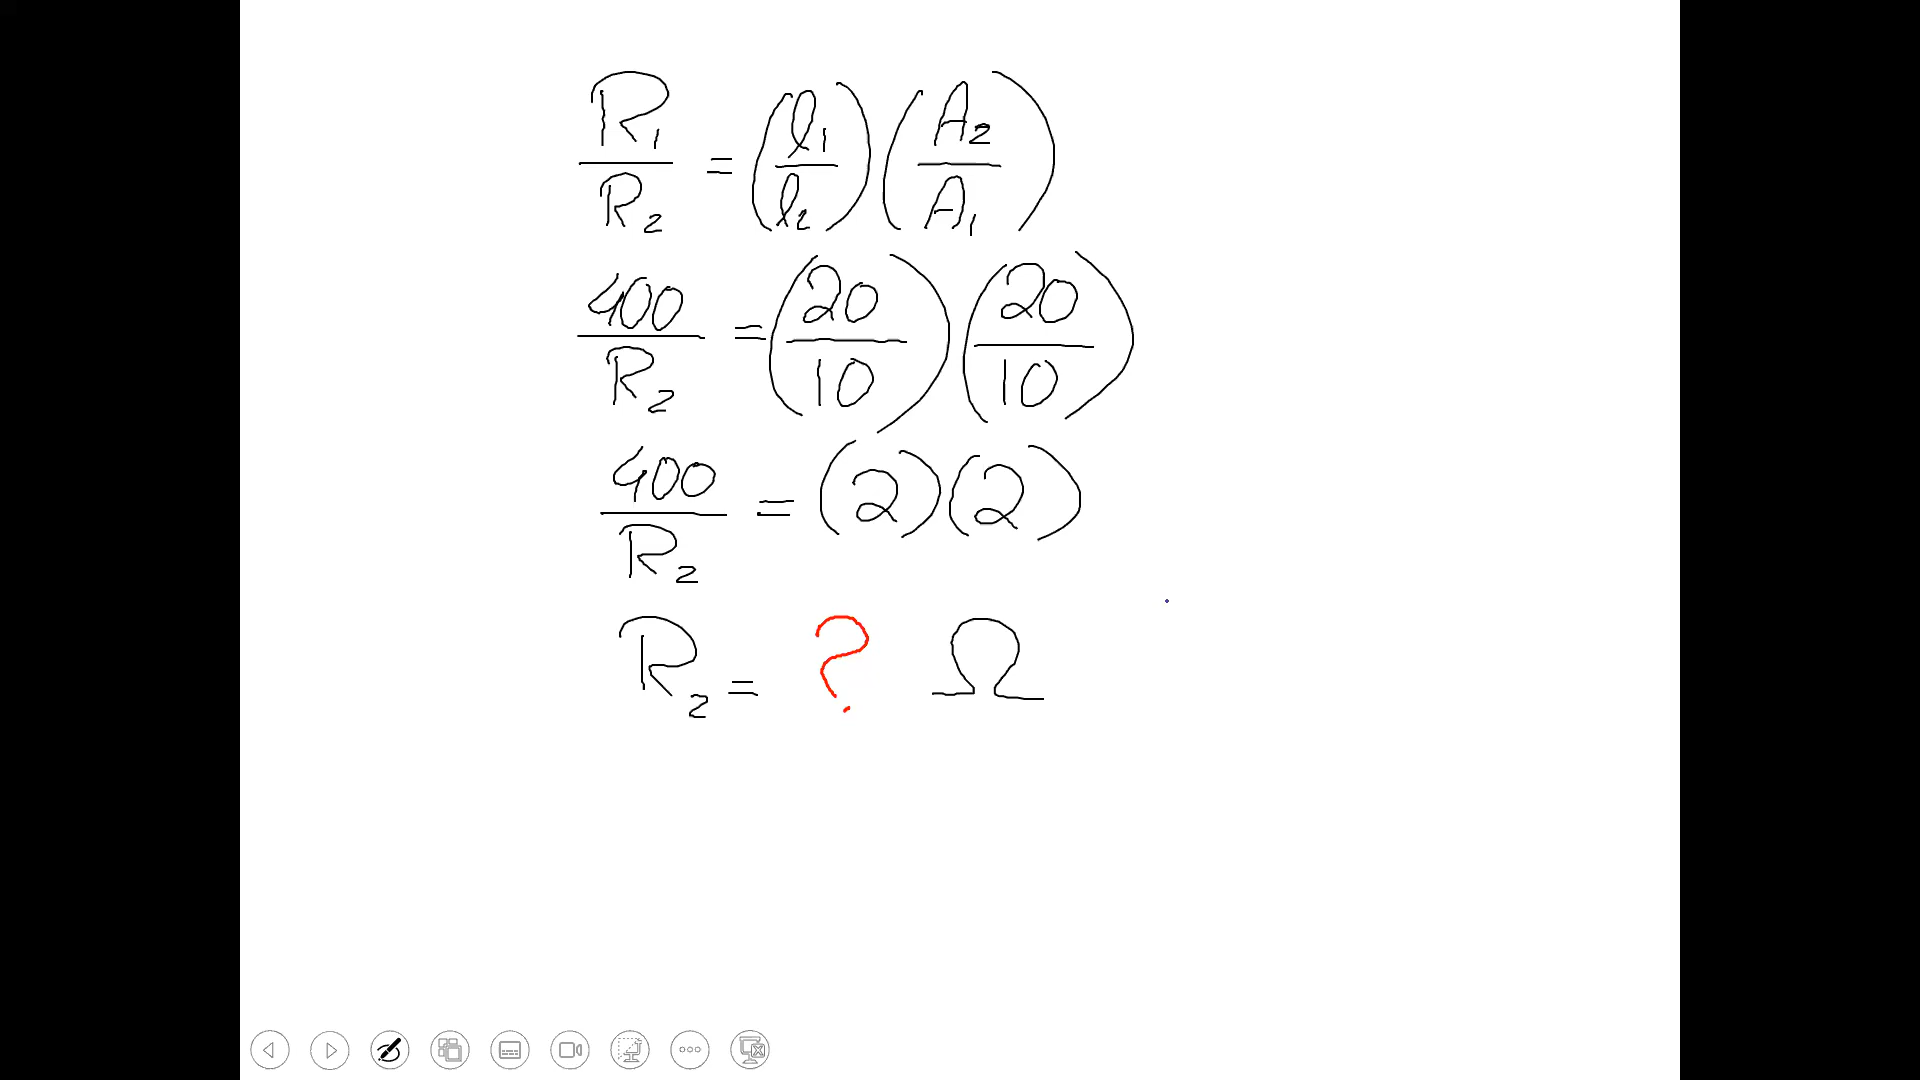 R₁/R₂ = (l₁/l₂) (A₂/A₁)
400/R₂ = (20/10) (20/10)
400/R₂ = (2)(2)
R₂ = ? Ω